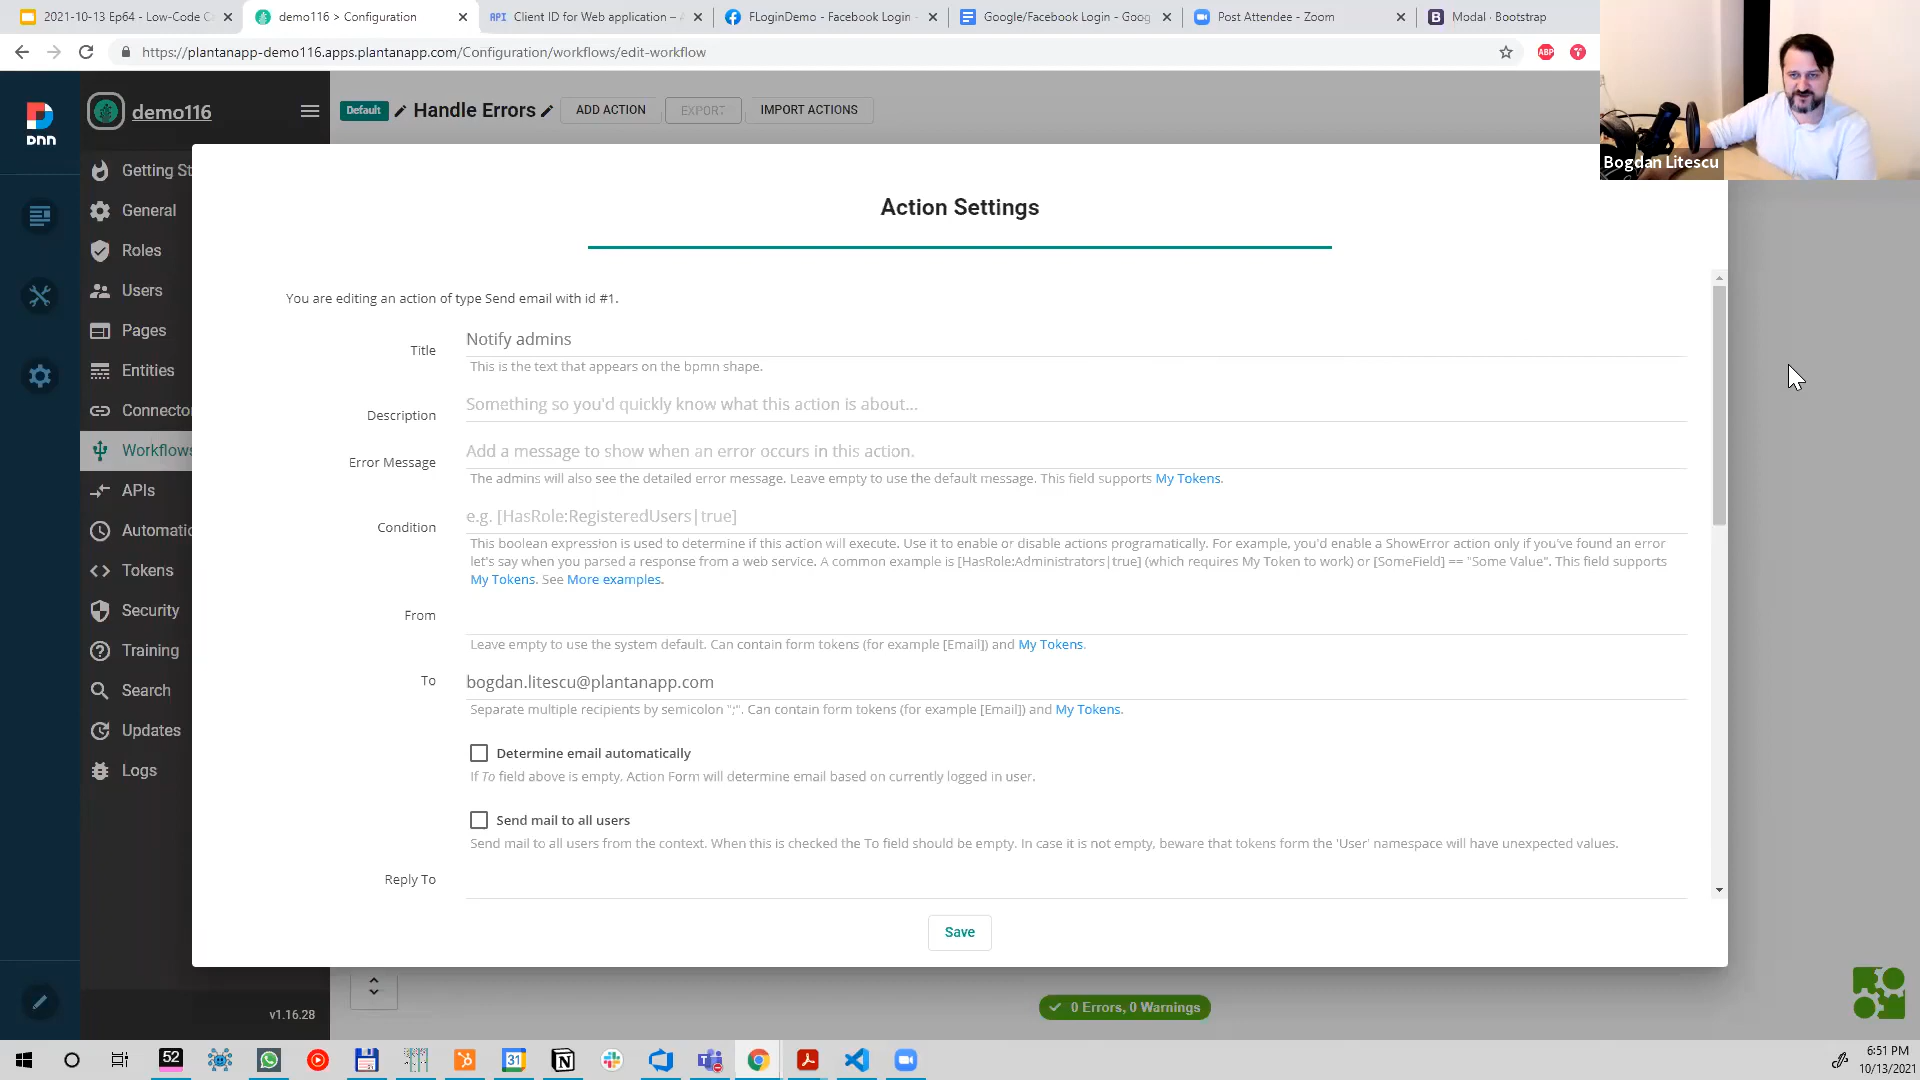 2021-10-13 Ep64 - Low-Code C
demo116 > Configuration
API Client ID for Web application –
FLoginDemo - Facebook Login -
Google/Facebook Login - Goog
Post Attendee - Zoom
B Modal · Bootstrap
https://plantanapp-demo116.apps.plantanapp.com/Configuration/workflows/edit-workflow
ABP
Bogdan Litescu
DNN
demo116
Default Handle Errors ADD ACTION EXPORT IMPORT ACTIONS
Getting St
General
Roles
Users
Pages
Entities
Connecto
Workflows
APIs
Automatic
Tokens
Security
Training
Search
Updates
Logs
v1.16.28
Action Settings
You are editing an action of type Send email with id #1.
Title Notify admins
This is the text that appears on the bpmn shape.
Description Something so you'd quickly know what this action is about...
Error Message Add a message to show when an error occurs in this action.
The admins will also see the detailed error message. Leave empty to use the default message. This field supports My Tokens.
Condition e.g. [HasRole:RegisteredUsers|true]
This boolean expression is used to determine if this action will execute. Use it to enable or disable actions programatically. For example, you'd enable a ShowError action only if you've found an error
let's say when you parsed a response from a web service. A common example is [HasRole:Administrators|true] (which requires My Token to work) or [SomeField] == "Some Value". This field supports
My Tokens. See More examples.
From
Leave empty to use the system default. Can contain form tokens (for example [Email]) and My Tokens.
To bogdan.litescu@plantanapp.com
Separate multiple recipients by semicolon ";". Can contain form tokens (for example [Email]) and My Tokens.
Determine email automatically
If To field above is empty. Action Form will determine email based on currently logged in user.
Send mail to all users
Send mail to all users from the context. When this is checked the To field should be empty. In case it is not empty, beware that tokens form the 'User' namespace will have unexpected values.
Reply To
Save
0 Errors, 0 Warnings
52
31
6:51 PM
10/13/2021